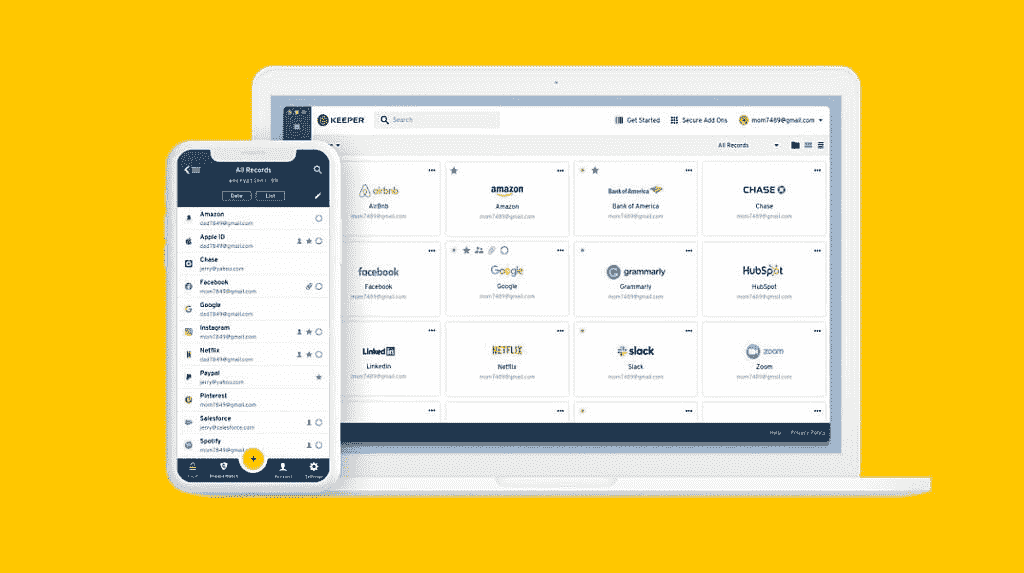 All Records
Date
List
Amazon
dad7849@gmail.com
Apple ID
dad7849@gmail.com
Chase
jerry@yahoo.com
Facebook
mom7849@gmail.com
Google
dad7849@gmail.com
Instagram
mom7849@gmail.com
Netflix
dad7849@gmail.com
Paypal
jerry@yahoo.com
Pinterest
mom7849@gmail.com
Salesforce
jerry@salesforce.com
Spotify
mom7849@gmail.com
Account
Settings
KEEPER
Search
Get Started
Secure Add Ons
mom7489@gmail.com
All Records
airbnb
AirBnb
mom7489@gmail.com
amazon
Amazon
mom7489@gmail.com
Bank of America
Bank of America
mom7489@gmail.com
CHASE
Chase
mom7489@gmail.com
facebook
Facebook
mom7489@gmail.com
Google
Google
mom7489@gmail.com
grammarly
Grammarly
mom7489@gmail.com
HubSpot
HubSpot
mom7489@gmail.com
Linked in
LinkedIn
mom7489@gmail.com
NETFLIX
Netflix
mom7489@gmail.com
slack
Slack
mom7489@gmail.com
zoom
Zoom
mom7489@gmail.com
Help
Privacy Policy